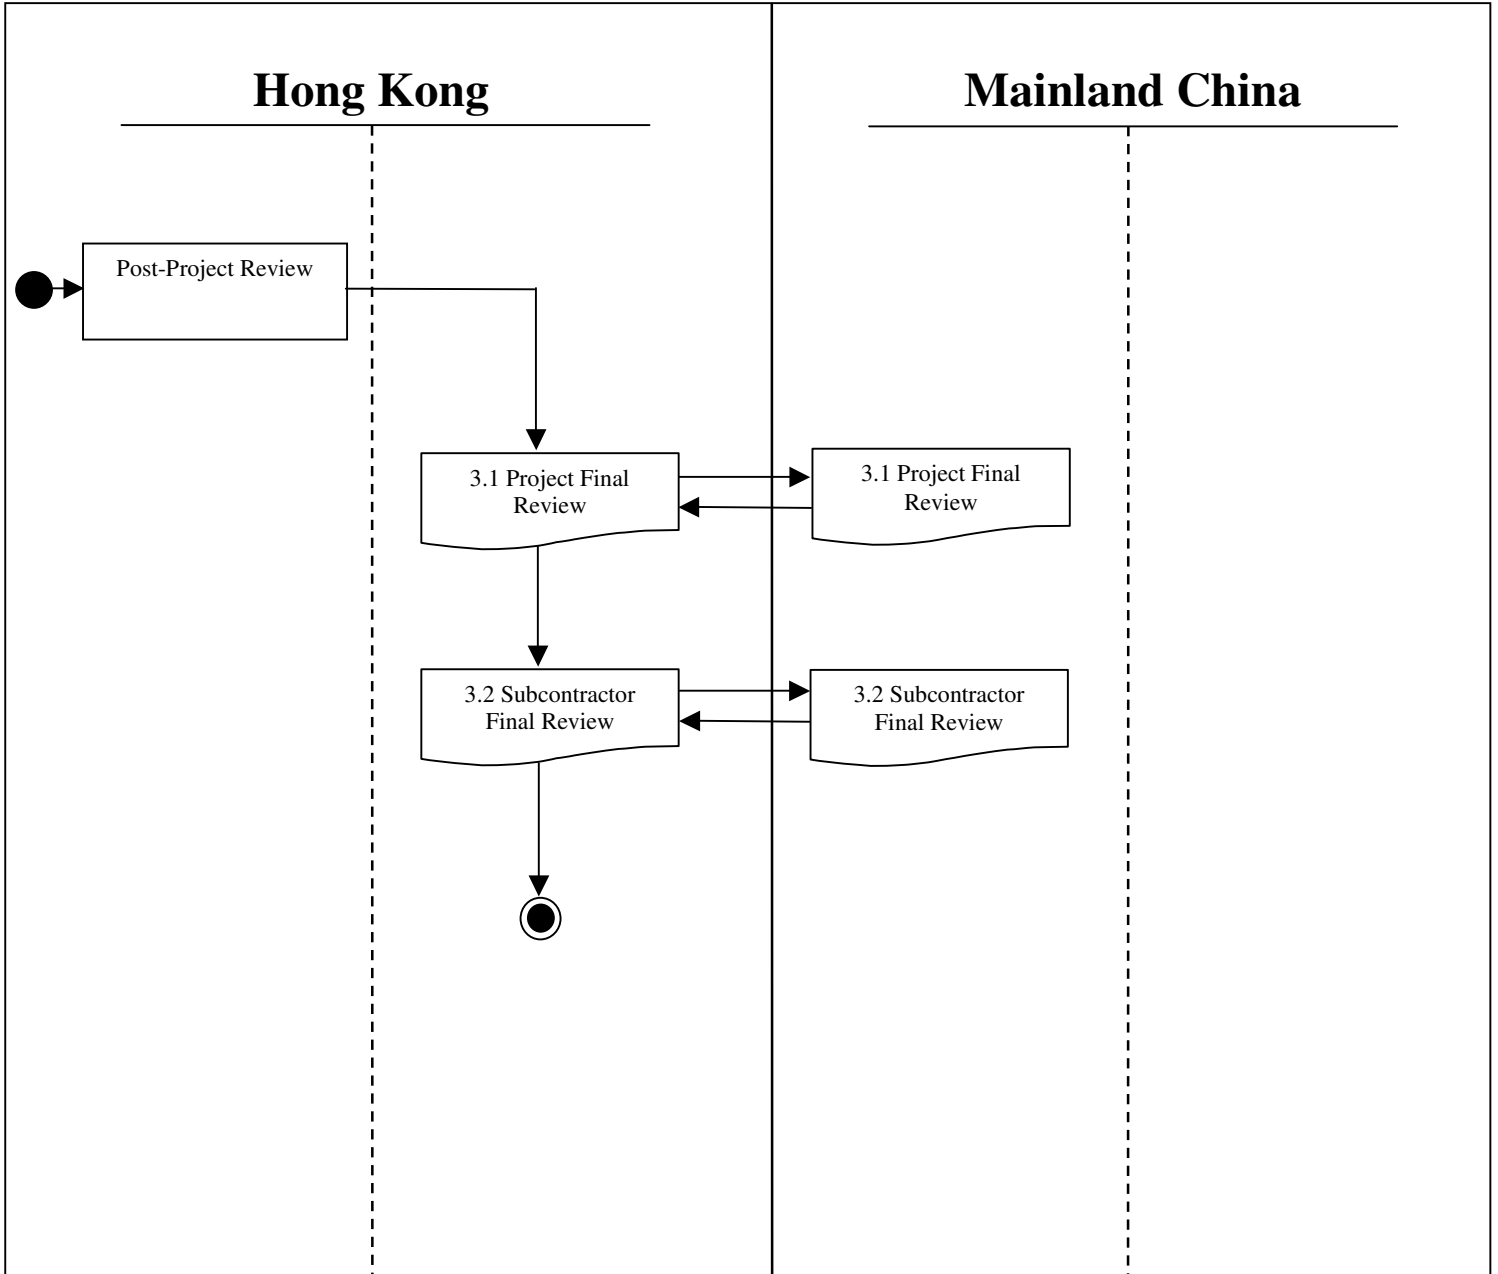 Hong Kong
Mainland China
Post-Project Review
3.1 Project Final
Review
3.1 Project Final
Review
3.2 Subcontractor
Final Review
3.2 Subcontractor
Final Review